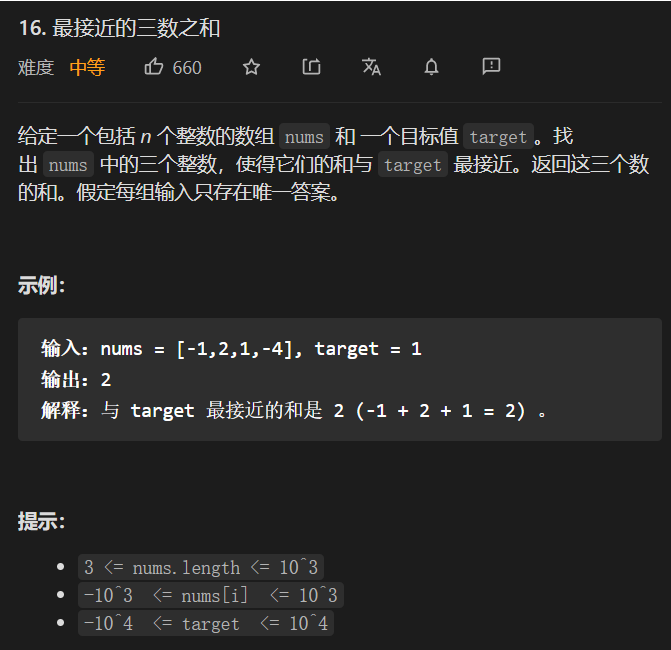 16. 最接近的三数之和
难度 中等 660
给定一个包括 n 个整数的数组 nums 和 一个目标值 target。找
出 nums 中的三个整数，使得它们的和与 target 最接近。返回这三个数
的和。假定每组输入只存在唯一答案。
示例：
输入：nums = [-1,2,1,-4], target = 1
输出：2
解释：与 target 最接近的和是 2 (-1 + 2 + 1 = 2) 。
提示：
3 <= nums.length <= 10^3
-10^3 <= nums[i] <= 10^3
-10^4 <= target <= 10^4